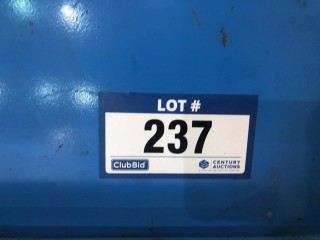 LOT #
237
ClubBid
CENTURY
AUCTIONS